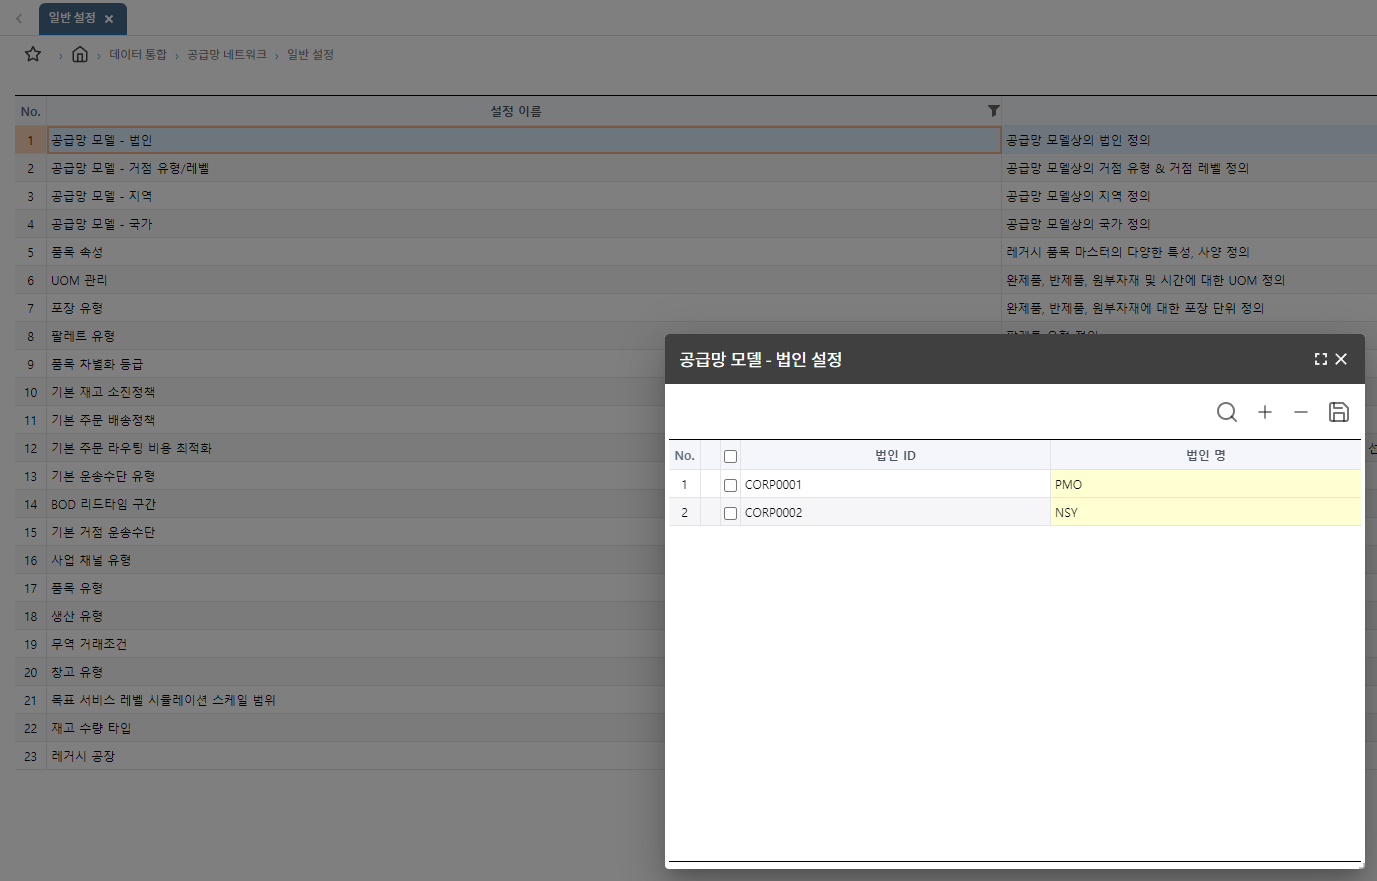 일반 설정
데이터 통합 › 공급망 네트워크 › 일반 설정
No. 설정 이름
1 공급망 모델 - 법인 공급망 모델상의 법인 정의
2 공급망 모델 - 거점 유형/레벨 공급망 모델상의 거점 유형 & 거점 레벨 정의
3 공급망 모델 - 지역 공급망 모델상의 지역 정의
4 공급망 모델 - 국가 공급망 모델상의 국가 정의
5 품목 속성 레거시 품목 마스터의 다양한 특성, 사양 정의
6 UOM 관리 완제품, 반제품, 원부자재 및 시간에 대한 UOM 정의
7 포장 유형 완제품, 반제품, 원부자재에 대한 포장 단위 정의
8 팔레트 유형
9 품목 차별화 등급
10 기본 재고 소진정책
11 기본 주문 배송정책
12 기본 주문 라우팅 비용 최적화
13 기본 운송수단 유형
14 BOD 리드타임 구간
15 기본 거점 운송수단
16 사업 채널 유형
17 품목 유형
18 생산 유형
19 무역 거래조건
20 창고 유형
21 목표 서비스 레벨 시뮬레이션 스케일 범위
22 재고 수량 타입
23 레거시 공장
공급망 모델 - 법인 설정
No. 법인 ID 법인 명
1 CORP0001 PMO
2 CORP0002 NSY